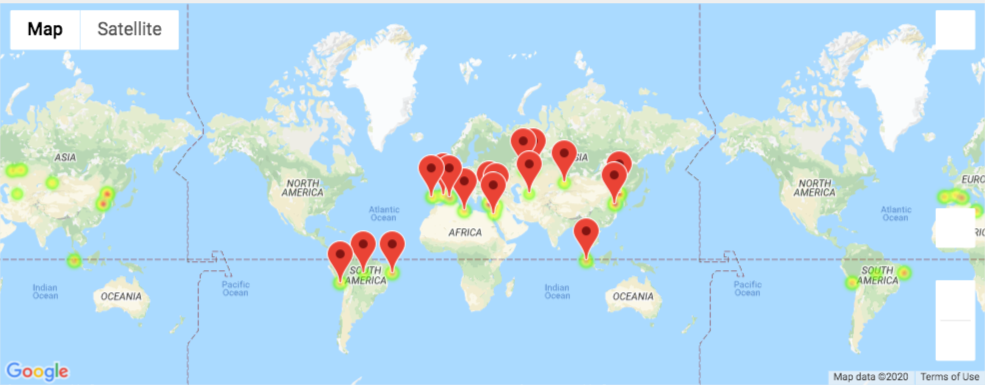 Map Satellite
ASIA
NORTH
AMERICA
Atlantic
Ocean
AFRICA
SOUTH
AMERICA
Indian
Ocean
OCEANIA
Pacific
Ocean
SIA
Indian
Ocean
OCEANIA
Pacific
Ocean
NORTH
AMERICA
Atlantic
Ocean
EURO
SOUTH
AMERICA
Google
Map data ©2020 Terms of Use